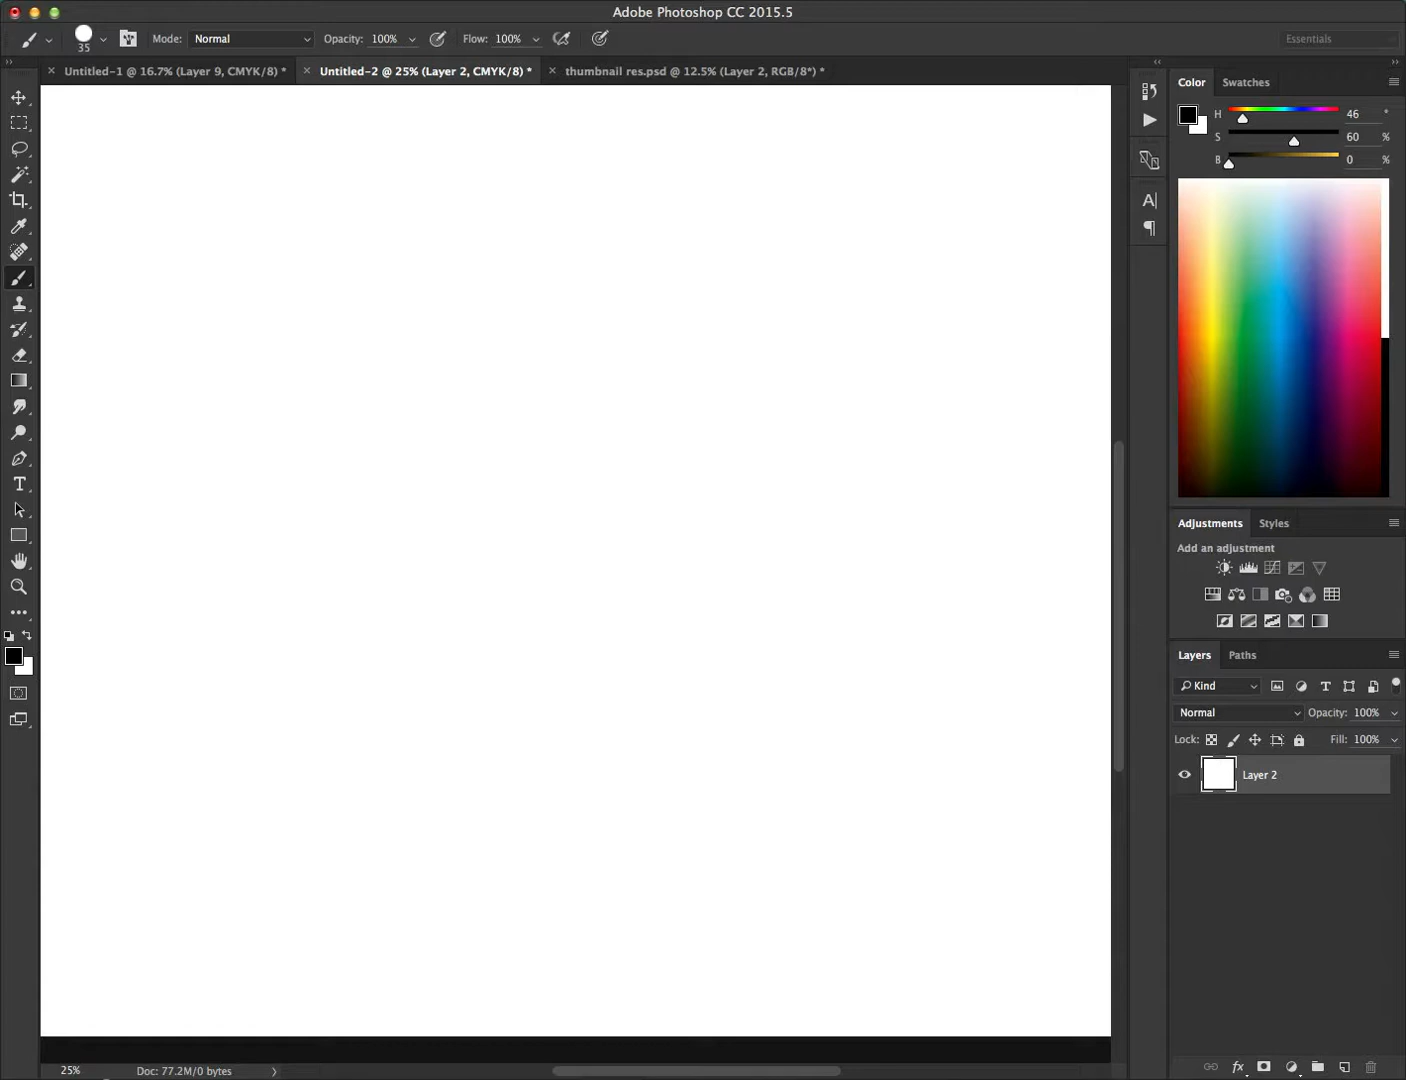 Adobe Photoshop CC 2015.5
35
Mode: Normal Opacity: 100% Flow: 100% Essentials
Untitled-1 @ 16.7% (Layer 9, CMYK/8) * Untitled-2 @ 25% (Layer 2, CMYK/8) * thumbnail res.psd @ 12.5% (Layer 2, RGB/8*) *
Color Swatches
H 46 °
S 60 %
B 0 %
Adjustments Styles
Add an adjustment
Layers Paths
Kind
Normal Opacity: 100%
Lock: Fill: 100%
Layer 2
25% Doc: 77.2M/0 bytes